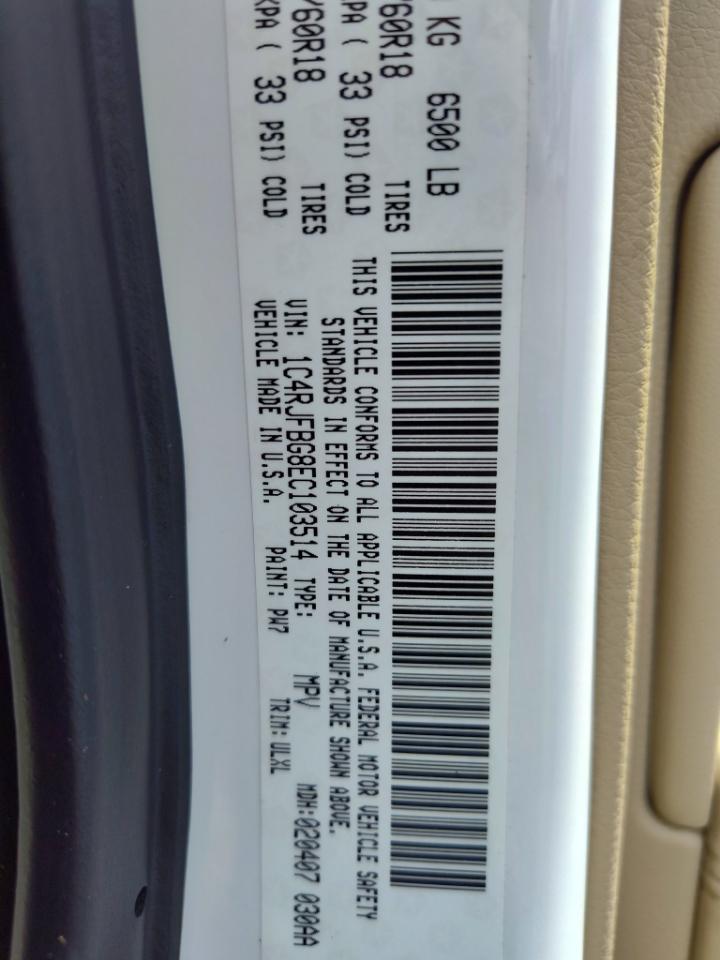 KG 6500 LB
/60R18 TIRES
KPA ( 33 PSI) COLD
/60R18 TIRES
KPA ( 33 PSI) COLD
THIS VEHICLE CONFORMS TO ALL APPLICABLE U.S.A. FEDERAL MOTOR VEHICLE SAFETY
STANDARDS IN EFFECT ON THE DATE OF MANUFACTURE SHOWN ABOVE.
VIN: 1C4RJFBG8EC103514 TYPE: MPV MDH:020407 030AA
VEHICLE MADE IN U.S.A. PAINT: PW7 TRIM: ULXL